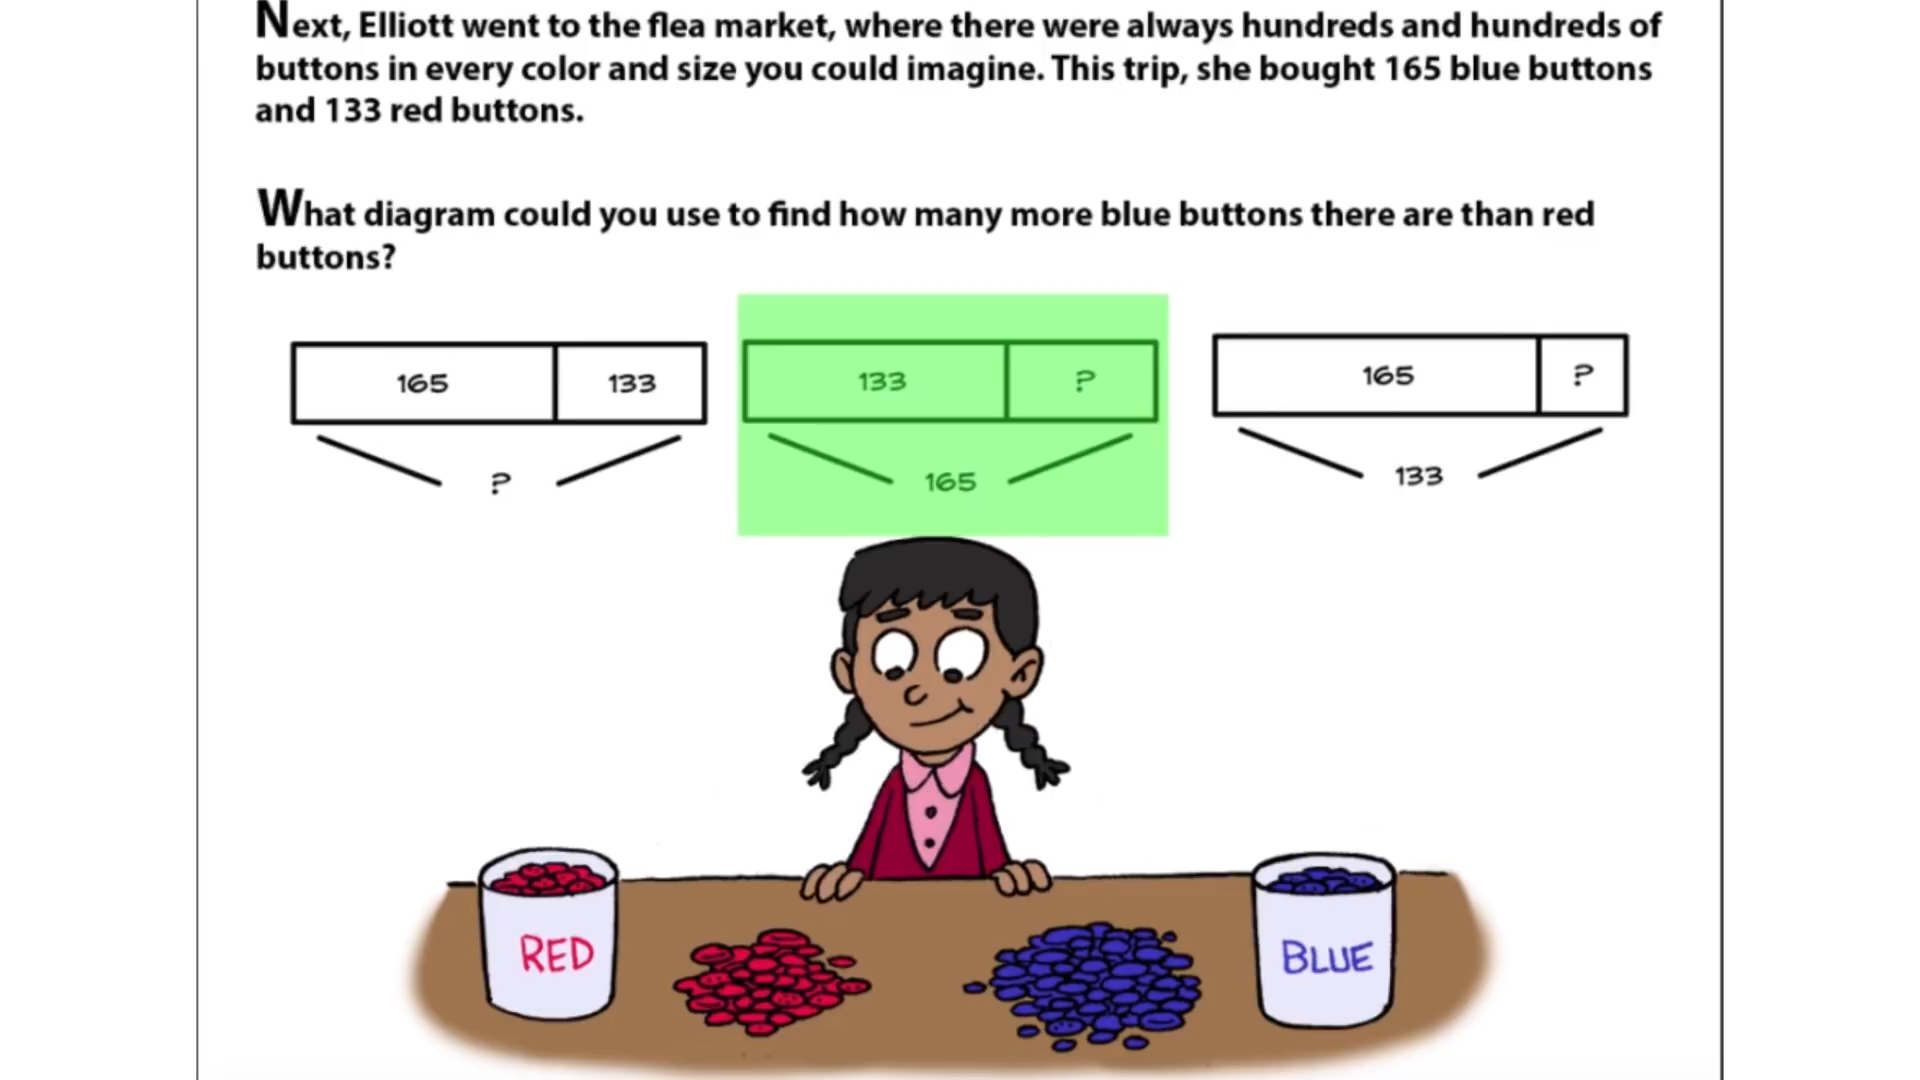 Next, Elliott went to the flea market, where there were always hundreds and hundreds of
buttons in every color and size you could imagine. This trip, she bought 165 blue buttons
and 133 red buttons.
What diagram could you use to find how many more blue buttons there are than red
buttons?
165 133
?
133 ?
165
165 ?
133
RED
BLUE